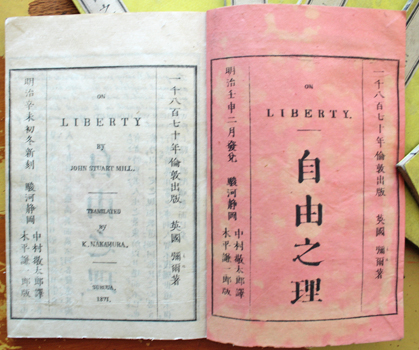 一千八百七十年倫敦出版 英國 彌爾著
ON
LIBERTY
BY
JOHN STUART MILL.
TRANSLATED
BY
K. NAKAMURA.
SURUGA,
1871.
明治辛未初冬新刻 駿河靜岡
中村敬太郎譯
木平謙一郎版
一千八百七十年倫敦出版 英國 彌爾著
ON
LIBERTY.
自由之理
明治壬申二月發兌 駿河靜岡
中村敬太郎譯
木平謙一郎版